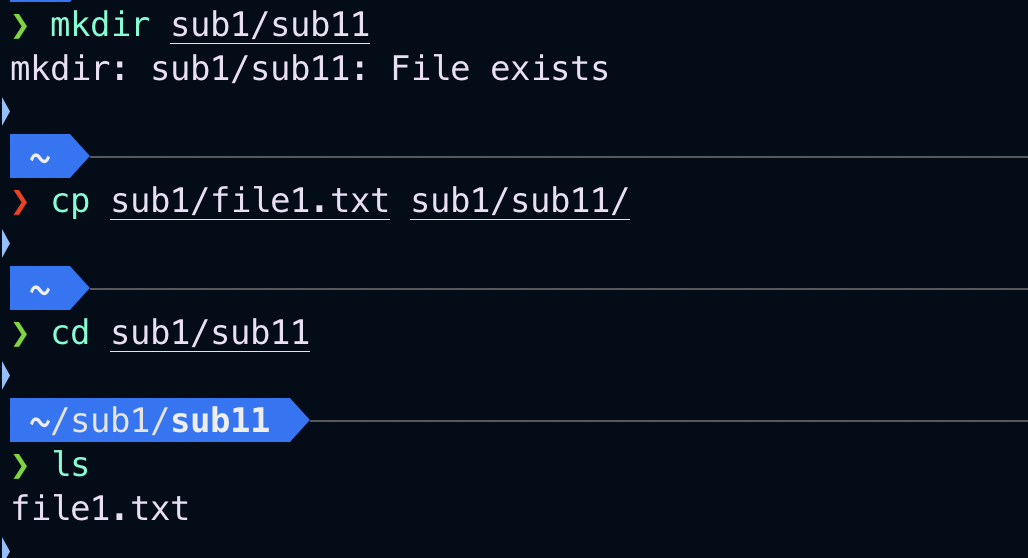 ❯ mkdir sub1/sub11
mkdir: sub1/sub11: File exists
~
❯ cp sub1/file1.txt sub1/sub11/
~
❯ cd sub1/sub11
~/sub1/sub11
❯ ls
file1.txt